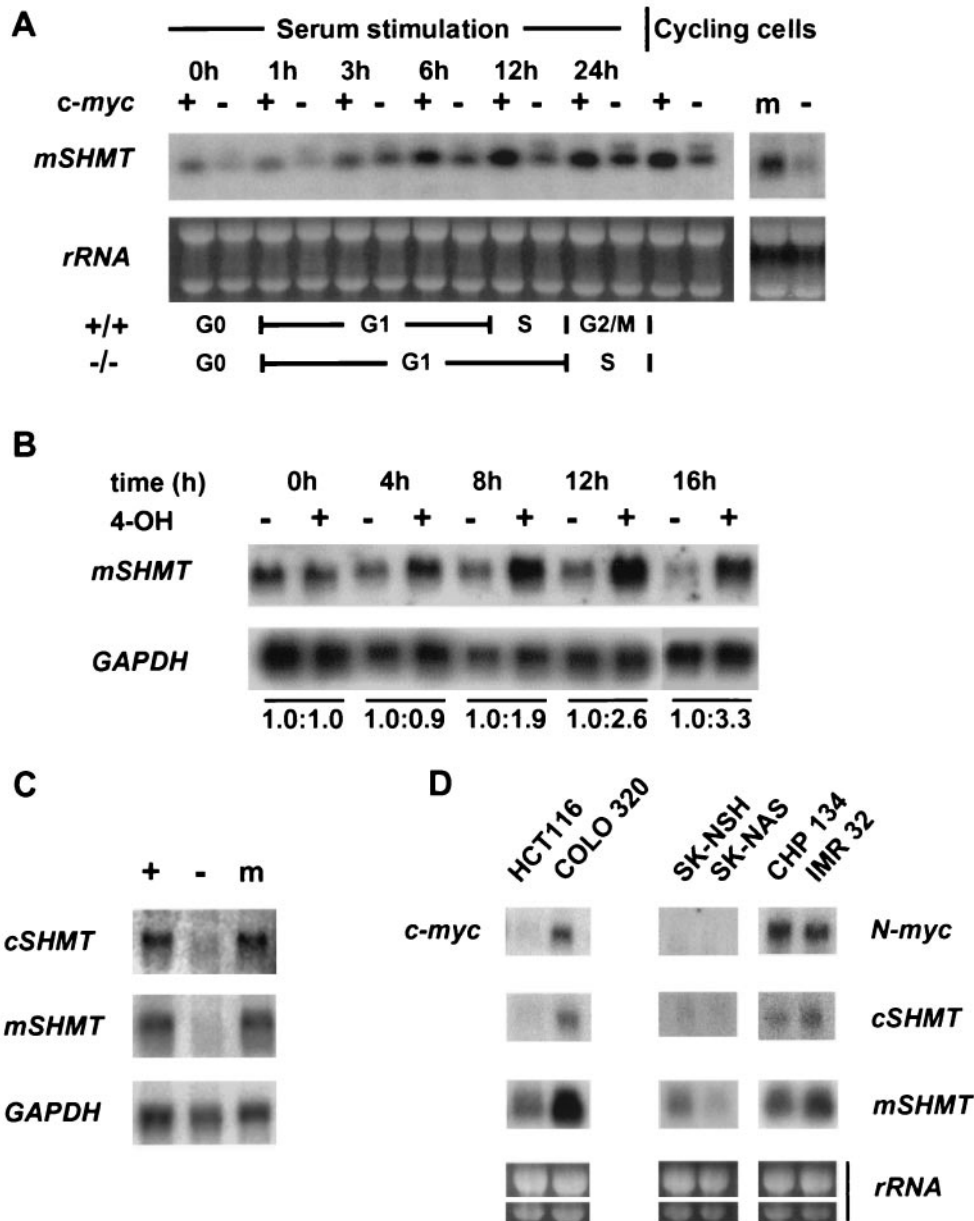 A
Serum stimulation Cycling cells
0h 1h 3h 6h 12h 24h
c-myc + - + - + - + - + - + - + - m -
mSHMT
rRNA
+/+ G0 G1 S G2/M
-/- G0 G1 S
B
time (h) 0h 4h 8h 12h 16h
4-OH - + - + - + - + - +
mSHMT
GAPDH
1.0:1.0 1.0:0.9 1.0:1.9 1.0:2.6 1.0:3.3
C
+ - m
cSHMT
mSHMT
GAPDH
D
HCT116 COLO 320 SK-NSH SK-NAS CHP 134 IMR 32
c-myc N-myc
cSHMT
mSHMT
rRNA